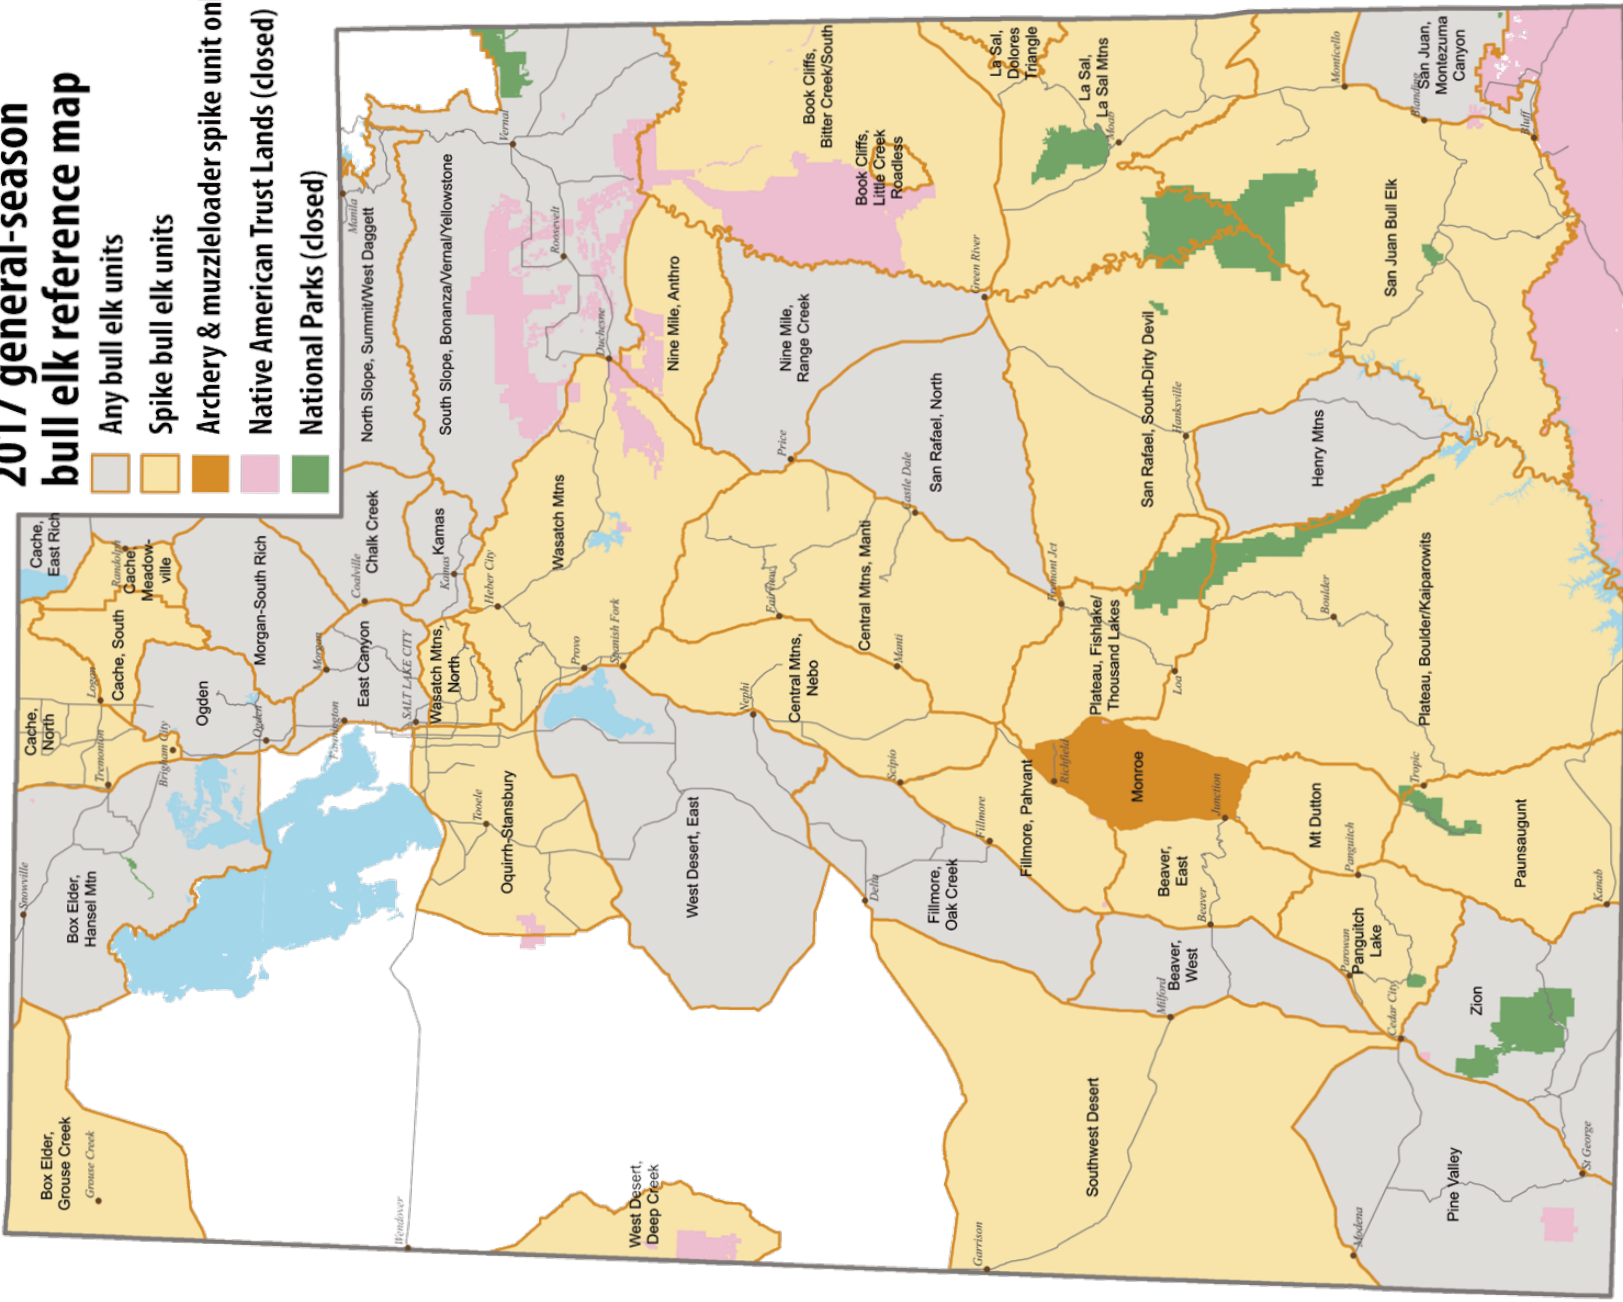 2017 general-season
bull elk reference map
Any bull elk units
Spike bull elk units
Archery & muzzleloader spike unit on
Native American Trust Lands (closed)
National Parks (closed)
Box Elder,
Grouse Creek
Grouse Creek
Snowville
Box Elder,
Hansel Mtn
Tremonton
Brigham City
Cache,
North
Logan
Cache, South
Randolph
Cache,
Meadow-
ville
Cache,
East Rich
Ogden
Ogden
Morgan-South Rich
Morgan
Farmington
East Canyon
Coalville
Chalk Creek
SALT LAKE CITY
Wasatch Mtns,
North
Kamas
Kamas
Heber City
North Slope, Summit/West Daggett
Manila
South Slope, Bonanza/Vernal/Yellowstone
Vernal
Roosevelt
Duchesne
Wendover
Tooele
Oquirrh-Stansbury
Provo
Spanish Fork
Wasatch Mtns
West Desert,
Deep Creek
West Desert, East
Nephi
Central Mtns,
Nebo
Fairview
Central Mtns, Manti
Manti
Nine Mile, Anthro
Nine Mile,
Range Creek
Price
Castle Dale
San Rafael, North
Book Cliffs,
Bitter Creek/South
Book Cliffs,
Little Creek
Roadless
Green River
Delta
Scipio
Fillmore
Fillmore,
Oak Creek
Fillmore, Pahvant
Garrison
Southwest Desert
Richfield
Monroe
Junction
Fremont Jct
Plateau, Fishlake/
Thousand Lakes
Loa
San Rafael, South-Dirty Devil
Hanksville
La Sal,
Dolores
Triangle
La Sal,
La Sal Mtns
Moab
Milford
Beaver,
West
Beaver
Beaver,
East
Mt Dutton
Panguitch
Parowan
Panguitch
Lake
Cedar City
Henry Mtns
Boulder
Plateau, Boulder/Kaiparowits
Tropic
Paunsaugunt
Kanab
San Juan Bull Elk
Monticello
Blanding
San Juan,
Montezuma
Canyon
Bluff
Modena
Pine Valley
St George
Zion